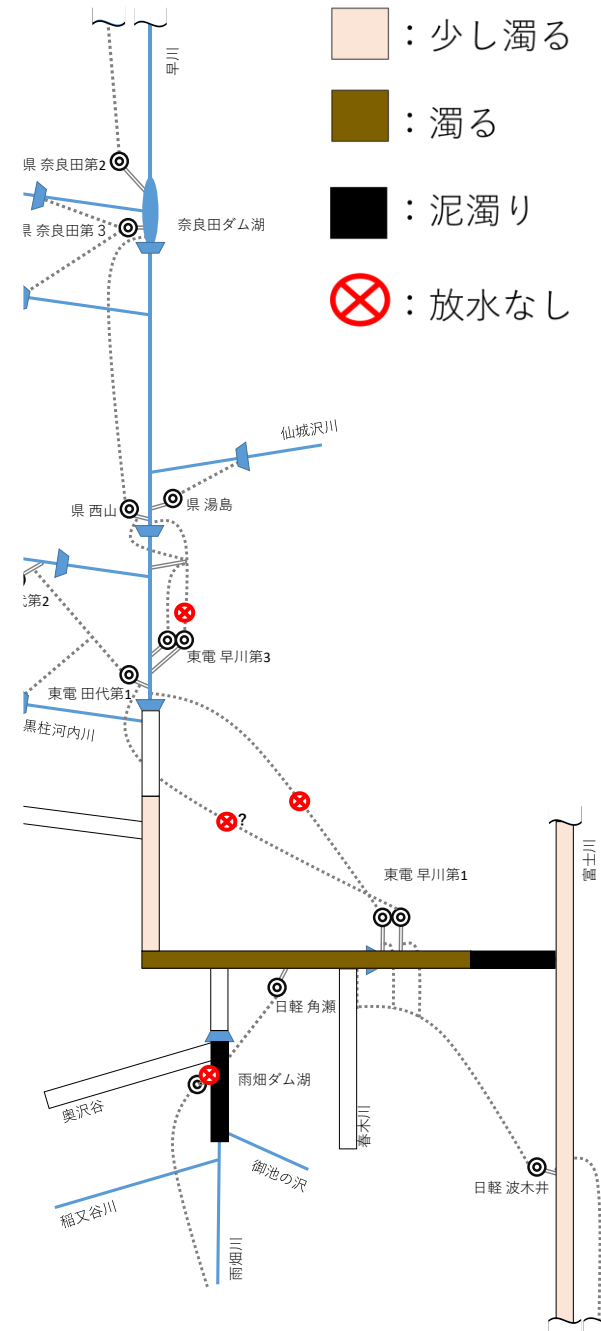 ：少し濁る
：濁る
：泥濁り
：放水なし
早川
県 奈良田第2
奈良田ダム湖
県 奈良田第３
仙城沢川
県 西山
県 湯島
代第2
東電 早川第3
東電 田代第1
黒桂河内川
?
東電 早川第1
富士川
日軽 角瀬
雨畑ダム湖
奥沢谷
春木川
御池の沢
日軽 波木井
稲又谷川
雨畑川